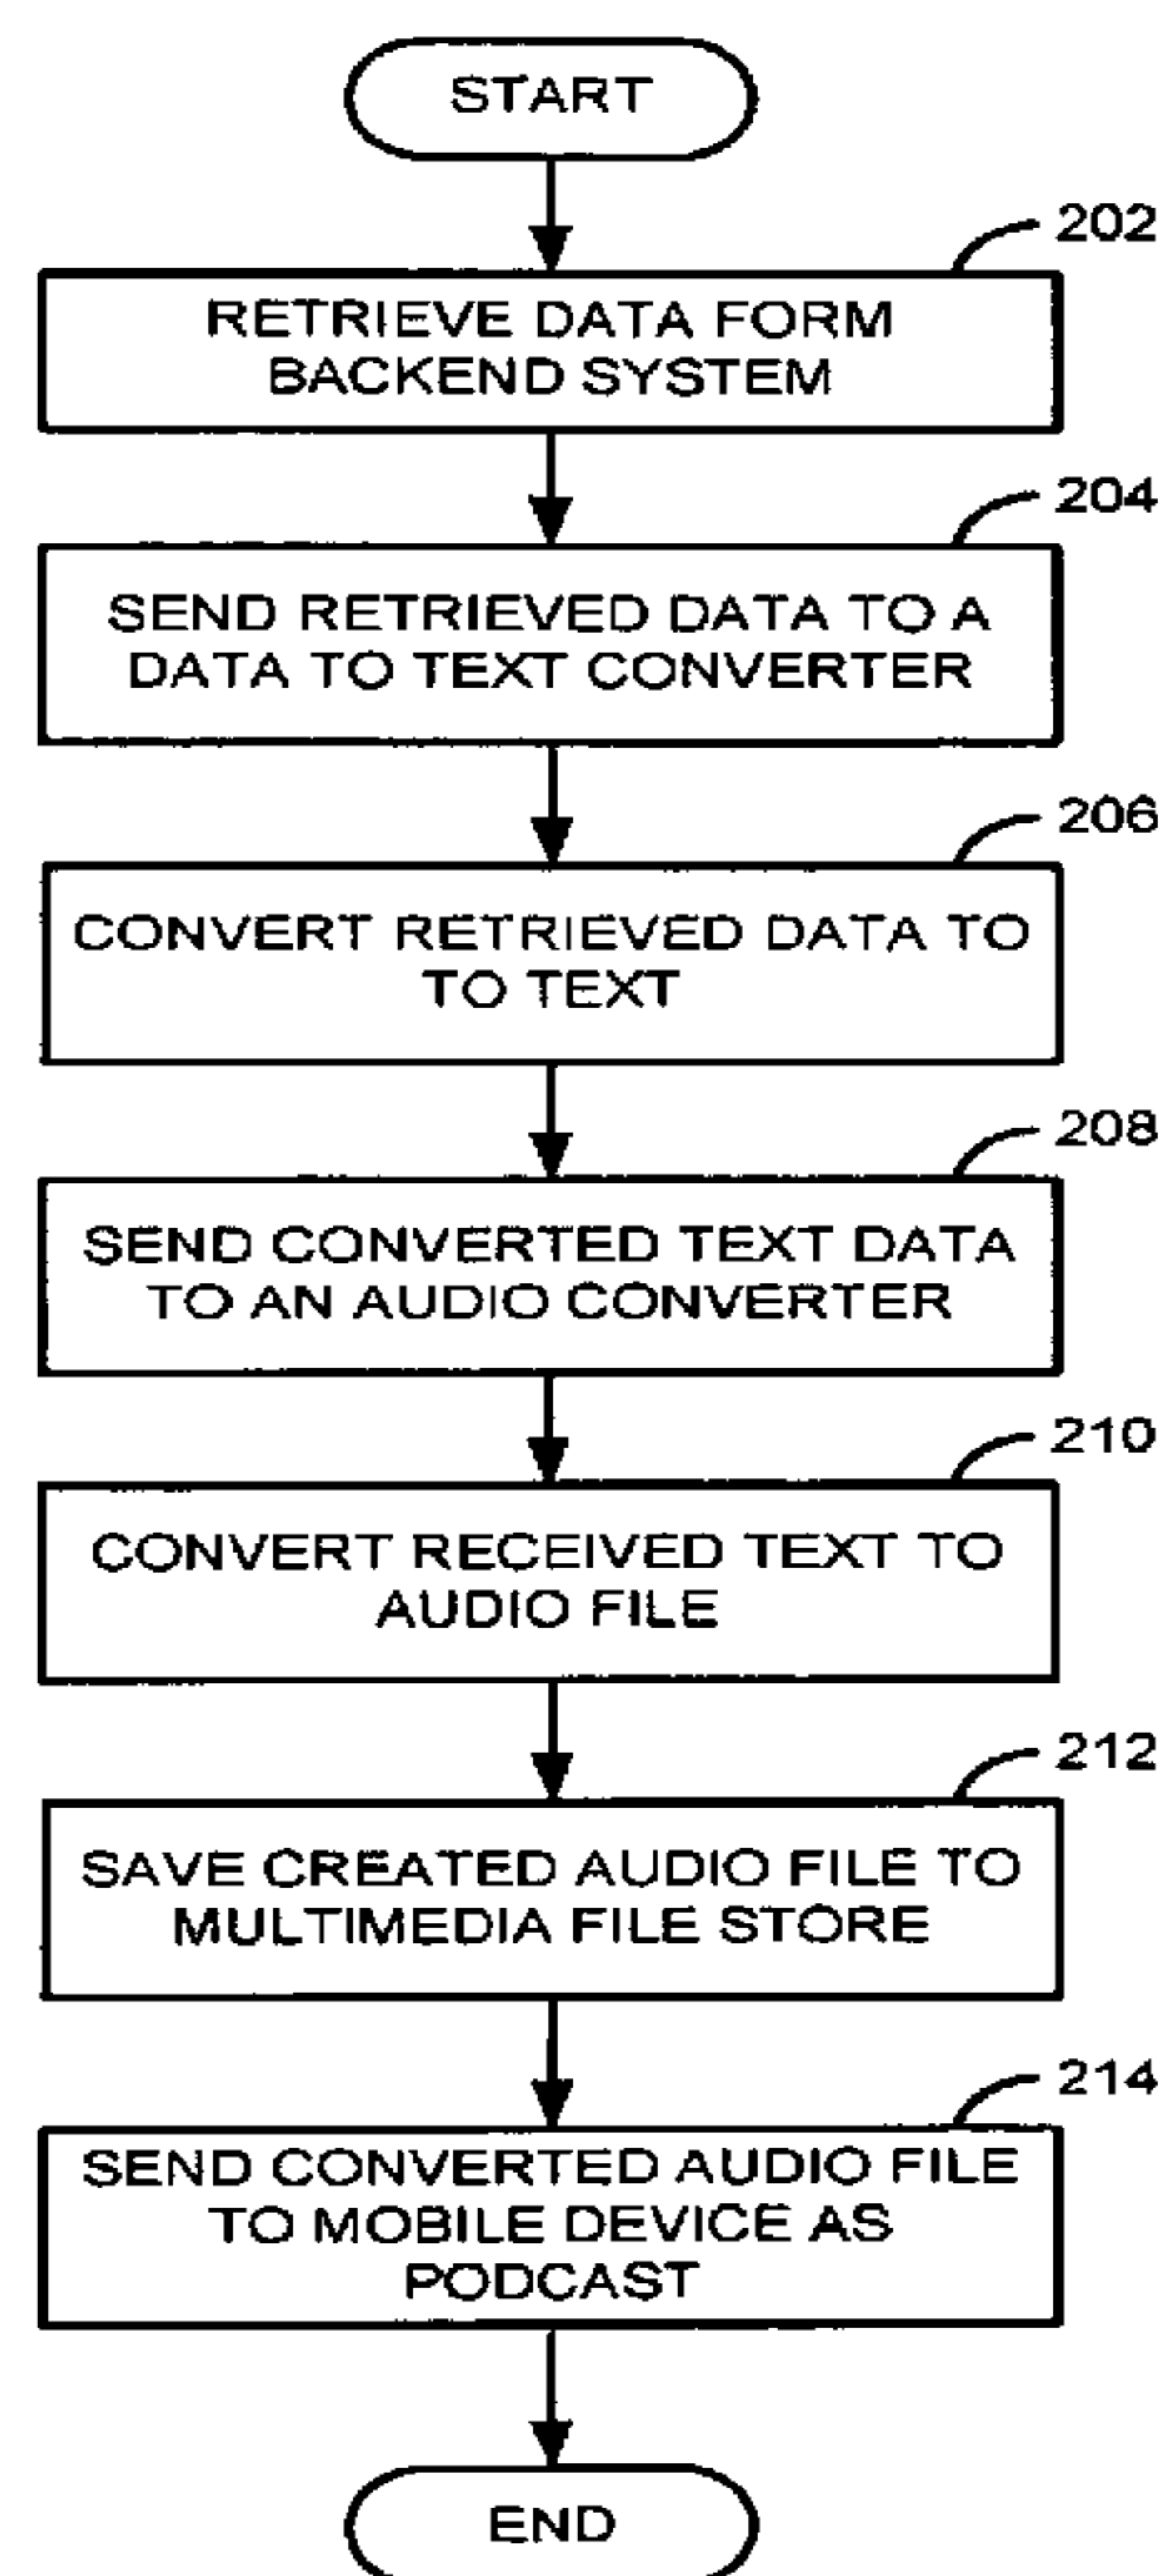 START
202
RETRIEVE DATA FORM
BACKEND SYSTEM
204
SEND RETRIEVED DATA TO A
DATA TO TEXT CONVERTER
206
CONVERT RETRIEVED DATA TO
TO TEXT
208
SEND CONVERTED TEXT DATA
TO AN AUDIO CONVERTER
210
CONVERT RECEIVED TEXT TO
AUDIO FILE
212
SAVE CREATED AUDIO FILE TO
MULTIMEDIA FILE STORE
214
SEND CONVERTED AUDIO FILE
TO MOBILE DEVICE AS
PODCAST
END